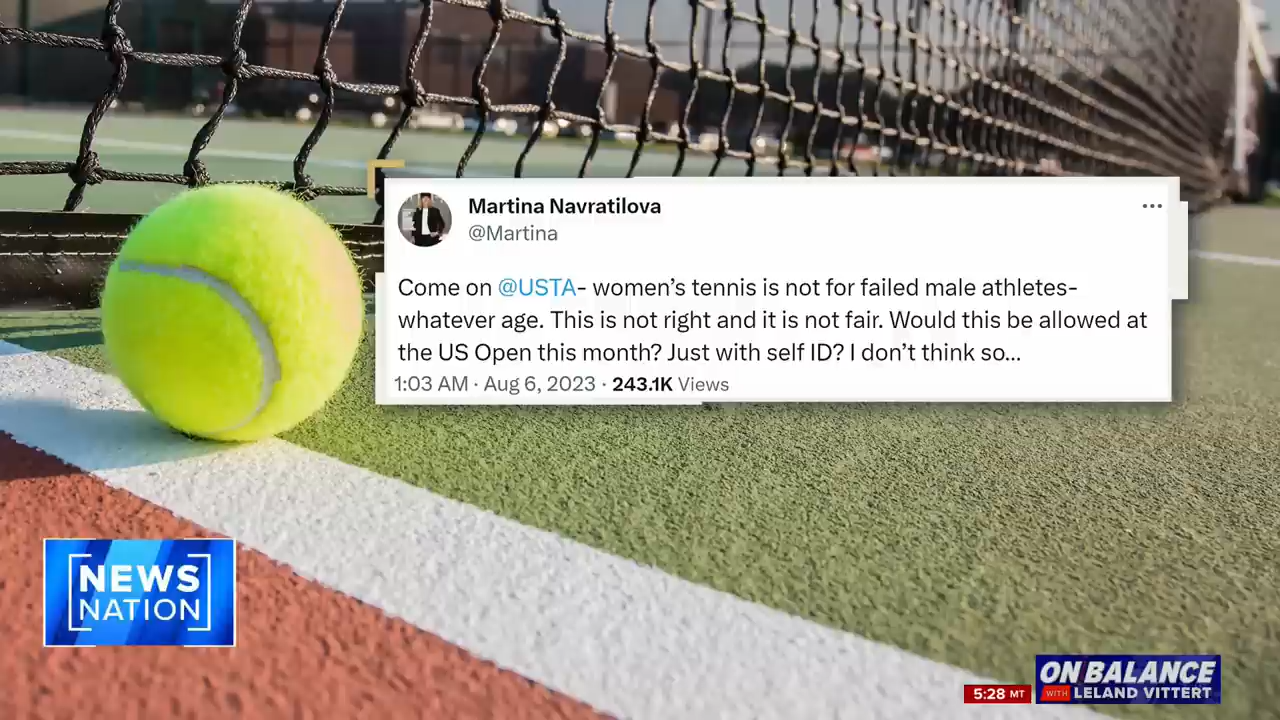 Martina Navratilova
@Martina
Come on @USTA- women's tennis is not for failed male athletes-
whatever age. This is not right and it is not fair. Would this be allowed at
the US Open this month? Just with self ID? I don't think so...
1:03 AM · Aug 6, 2023 · 243.1K Views
NEWS
NATION
ON BALANCE
5:28 MT
WITH LELAND VITTERT